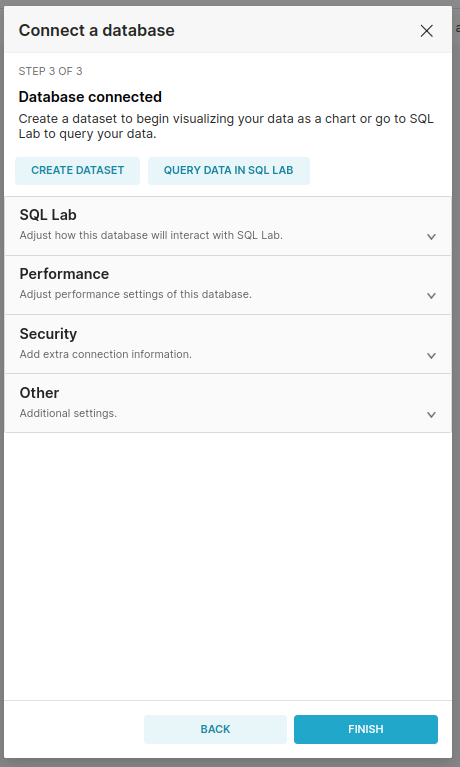 Connect a database
STEP 3 OF 3
Database connected
Create a dataset to begin visualizing your data as a chart or go to SQL
Lab to query your data.
CREATE DATASET
QUERY DATA IN SQL LAB
SQL Lab
Adjust how this database will interact with SQL Lab.
Performance
Adjust performance settings of this database.
Security
Add extra connection information.
Other
Additional settings.
BACK
FINISH